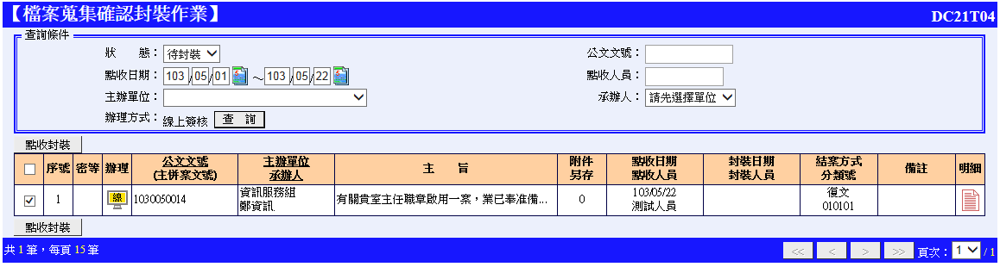 【檔案蒐集確認封裝作業】 DC21T04
查詢條件
狀　態： 待封裝 公文文號：
點收日期： 103 / 05 / 01 ～ 103 / 05 / 22 點收人員：
主辦單位： 承辦人： 請先選擇單位
辦理方式： 線上簽核 查 詢
點收封裝
序號 密等 辦理 公文文號 主辦單位 主　旨 附件 點收日期 封裝日期 結案方式 備註 明細
(主併案文號) 承辦人 另存 點收人員 封裝人員 分類號
1 線 1030050014 資訊服務組 有關貴室主任職章啟用一案，業已奉准備... 0 103/05/22 復文
鄭資訊 測試人員 010101
點收封裝
共 1 筆，每頁 15 筆 << < > >> 頁次： 1 / 1